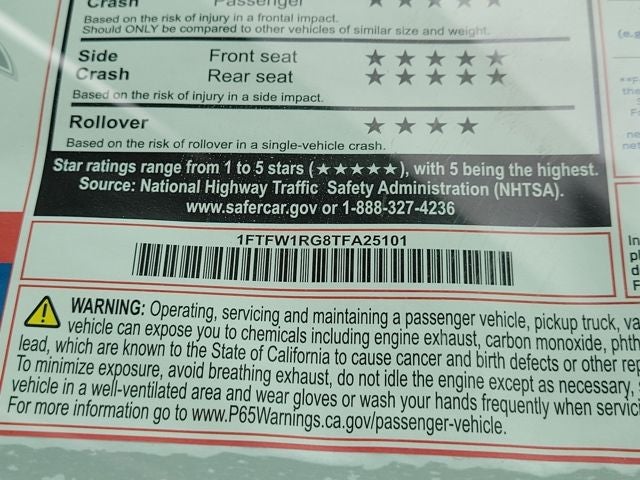 Crash Passenger ★ ★ ★ ★ ★
Based on the risk of injury in a frontal impact.
Should ONLY be compared to other vehicles of similar size and weight.
Side Front seat ★ ★ ★ ★ ★
Crash Rear seat ★ ★ ★ ★ ★
Based on the risk of injury in a side impact.
Rollover ★ ★ ★ ★
Based on the risk of rollover in a single-vehicle crash.
Star ratings range from 1 to 5 stars (★★★★★), with 5 being the highest.
Source: National Highway Traffic Safety Administration (NHTSA).
www.safercar.gov or 1-888-327-4236
1FTFW1RG8TFA25101
WARNING: Operating, servicing and maintaining a passenger vehicle, pickup truck, va
vehicle can expose you to chemicals including engine exhaust, carbon monoxide, phth
lead, which are known to the State of California to cause cancer and birth defects or other rep
To minimize exposure, avoid breathing exhaust, do not idle the engine except as necessary,
vehicle in a well-ventilated area and wear gloves or wash your hands frequently when servic
For more information go to www.P65Warnings.ca.gov/passenger-vehicle.
(e.g